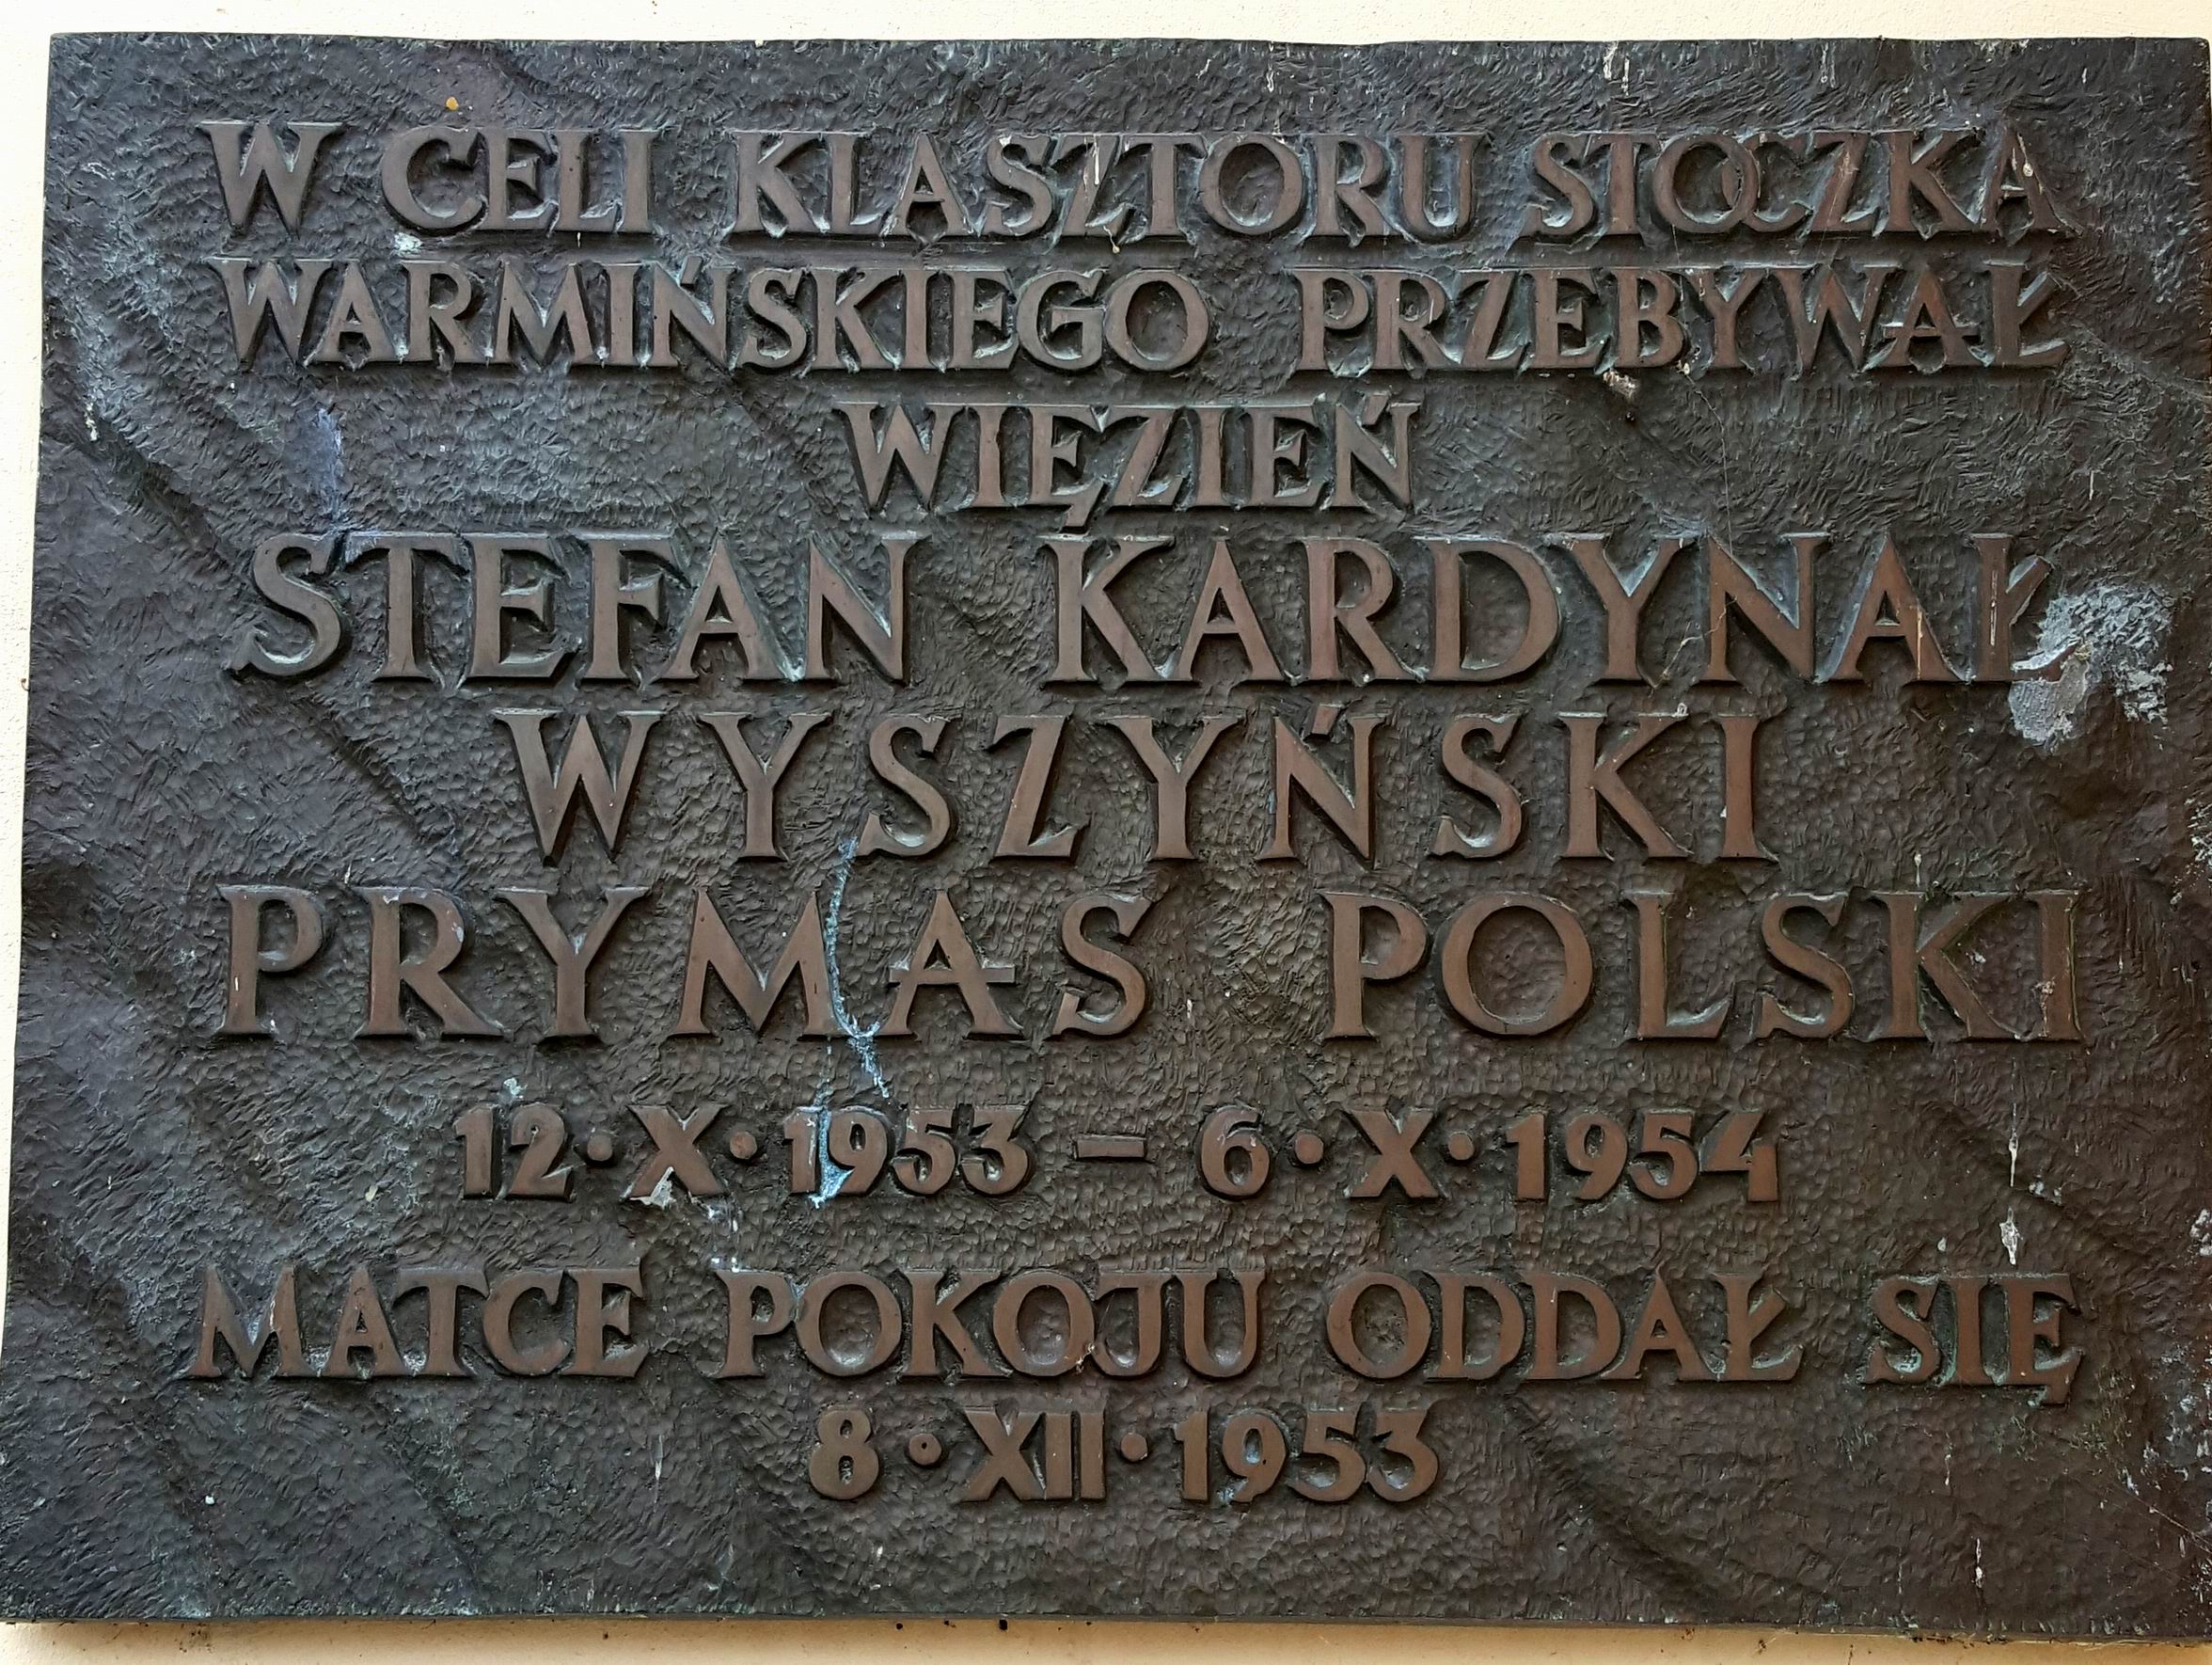 W CELI KLASZTORU STOCZKA
WARMIŃSKIEGO PRZEBYWAŁ
WIĘZIEŃ
STEFAN KARDYNAŁ
WYSZYŃSKI
PRYMAS POLSKI
12·X·1953 – 6·X·1954
MATCE POKOJU ODDAŁ SIĘ
8·XII·1953